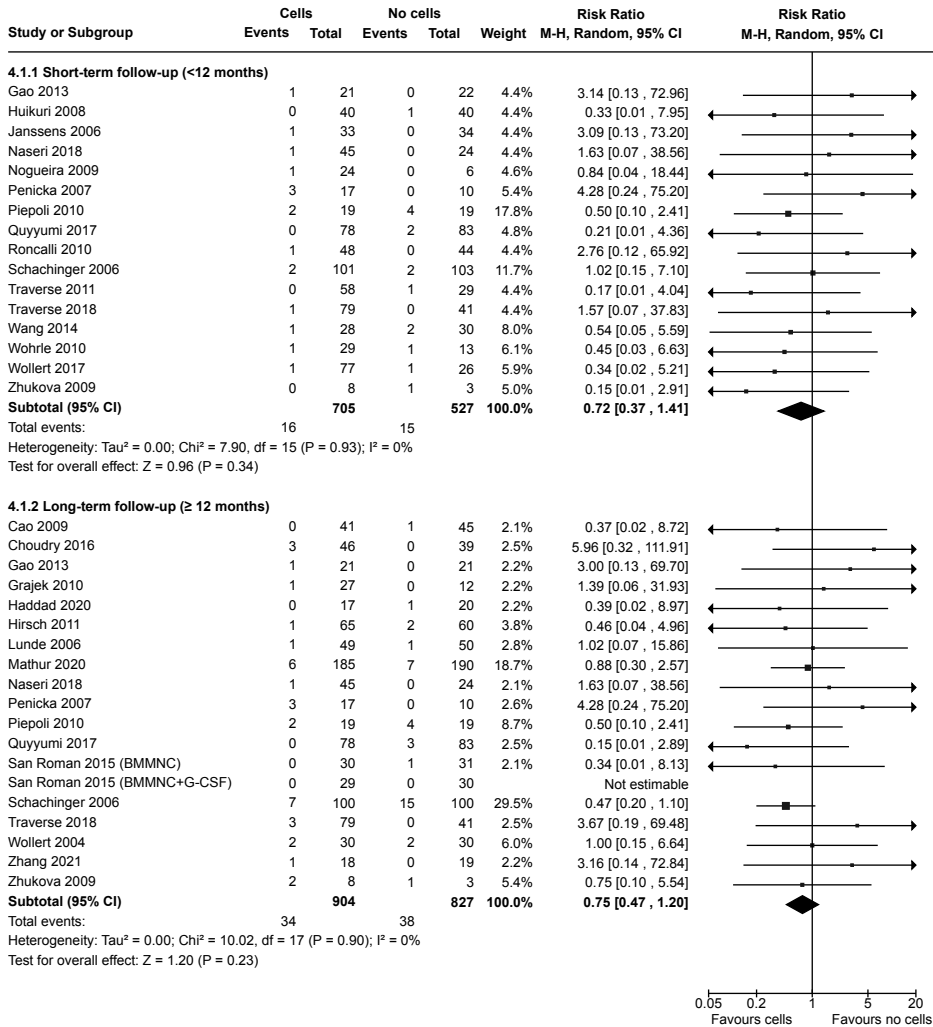 Cells No cells Risk Ratio Risk Ratio
Study or Subgroup Events Total Events Total Weight M-H, Random, 95% CI M-H, Random, 95% CI
4.1.1 Short-term follow-up (<12 months)
Gao 2013 1 21 0 22 4.4% 3.14 [0.13 , 72.96]
Huikuri 2008 0 40 1 40 4.4% 0.33 [0.01 , 7.95]
Janssens 2006 1 33 0 34 4.4% 3.09 [0.13 , 73.20]
Naseri 2018 1 45 0 24 4.4% 1.63 [0.07 , 38.56]
Nogueira 2009 1 24 0 6 4.6% 0.84 [0.04 , 18.44]
Penicka 2007 3 17 0 10 5.4% 4.28 [0.24 , 75.20]
Piepoli 2010 2 19 4 19 17.8% 0.50 [0.10 , 2.41]
Quyyumi 2017 0 78 2 83 4.8% 0.21 [0.01 , 4.36]
Roncalli 2010 1 48 0 44 4.4% 2.76 [0.12 , 65.92]
Schachinger 2006 2 101 2 103 11.7% 1.02 [0.15 , 7.10]
Traverse 2011 0 58 1 29 4.4% 0.17 [0.01 , 4.04]
Traverse 2018 1 79 0 41 4.4% 1.57 [0.07 , 37.83]
Wang 2014 1 28 2 30 8.0% 0.54 [0.05 , 5.59]
Wohrle 2010 1 29 1 13 6.1% 0.45 [0.03 , 6.63]
Wollert 2017 1 77 1 26 5.9% 0.34 [0.02 , 5.21]
Zhukova 2009 0 8 1 3 5.0% 0.15 [0.01 , 2.91]
Subtotal (95% CI) 705 527 100.0% 0.72 [0.37 , 1.41]
Total events: 16 15
Heterogeneity: Tau² = 0.00; Chi² = 7.90, df = 15 (P = 0.93); I² = 0%
Test for overall effect: Z = 0.96 (P = 0.34)
4.1.2 Long-term follow-up (≥ 12 months)
Cao 2009 0 41 1 45 2.1% 0.37 [0.02 , 8.72]
Choudry 2016 3 46 0 39 2.5% 5.96 [0.32 , 111.91]
Gao 2013 1 21 0 21 2.2% 3.00 [0.13 , 69.70]
Grajek 2010 1 27 0 12 2.2% 1.39 [0.06 , 31.93]
Haddad 2020 0 17 1 20 2.2% 0.39 [0.02 , 8.97]
Hirsch 2011 1 65 2 60 3.8% 0.46 [0.04 , 4.96]
Lunde 2006 1 49 1 50 2.8% 1.02 [0.07 , 15.86]
Mathur 2020 6 185 7 190 18.7% 0.88 [0.30 , 2.57]
Naseri 2018 1 45 0 24 2.1% 1.63 [0.07 , 38.56]
Penicka 2007 3 17 0 10 2.6% 4.28 [0.24 , 75.20]
Piepoli 2010 2 19 4 19 8.7% 0.50 [0.10 , 2.41]
Quyyumi 2017 0 78 3 83 2.5% 0.15 [0.01 , 2.89]
San Roman 2015 (BMMNC) 0 30 1 31 2.1% 0.34 [0.01 , 8.13]
San Roman 2015 (BMMNC+G-CSF) 0 29 0 30 Not estimable
Schachinger 2006 7 100 15 100 29.5% 0.47 [0.20 , 1.10]
Traverse 2018 3 79 0 41 2.5% 3.67 [0.19 , 69.48]
Wollert 2004 2 30 2 30 6.0% 1.00 [0.15 , 6.64]
Zhang 2021 1 18 0 19 2.2% 3.16 [0.14 , 72.84]
Zhukova 2009 2 8 1 3 5.4% 0.75 [0.10 , 5.54]
Subtotal (95% CI) 904 827 100.0% 0.75 [0.47 , 1.20]
Total events: 34 38
Heterogeneity: Tau² = 0.00; Chi² = 10.02, df = 17 (P = 0.90); I² = 0%
Test for overall effect: Z = 1.20 (P = 0.23)
0.05 0.2 1 5 20
Favours cells Favours no cells